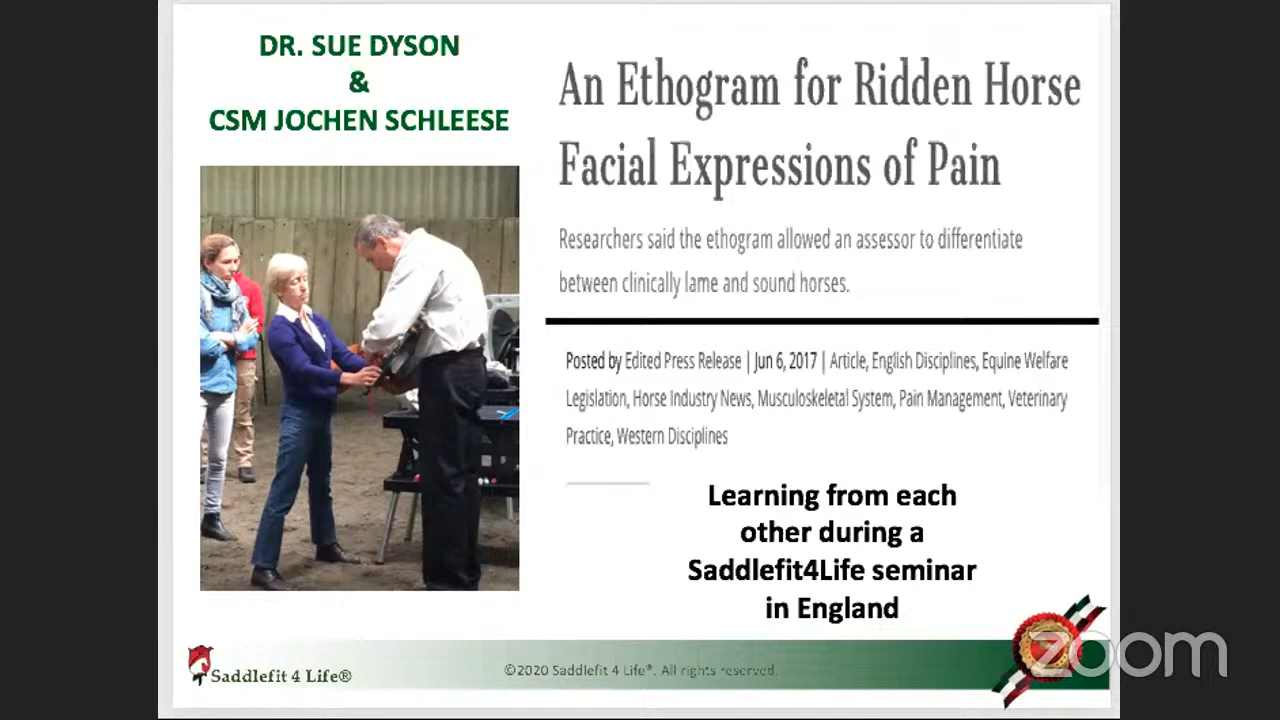 DR. SUE DYSON
&
CSM JOCHEN SCHLEESE
An Ethogram for Ridden Horse
Facial Expressions of Pain
Researchers said the ethogram allowed an assessor to differentiate
between clinically lame and sound horses.
Posted by Edited Press Release | Jun 6, 2017 | Article, English Disciplines, Equine Welfare
Legislation, Horse Industry News, Musculoskeletal System, Pain Management, Veterinary
Practice, Western Disciplines
Learning from each
other during a
Saddlefit4Life seminar
in England
Saddlefit 4 Life®
©2020 Saddlefit 4 Life®. All rights reserved.
zoom